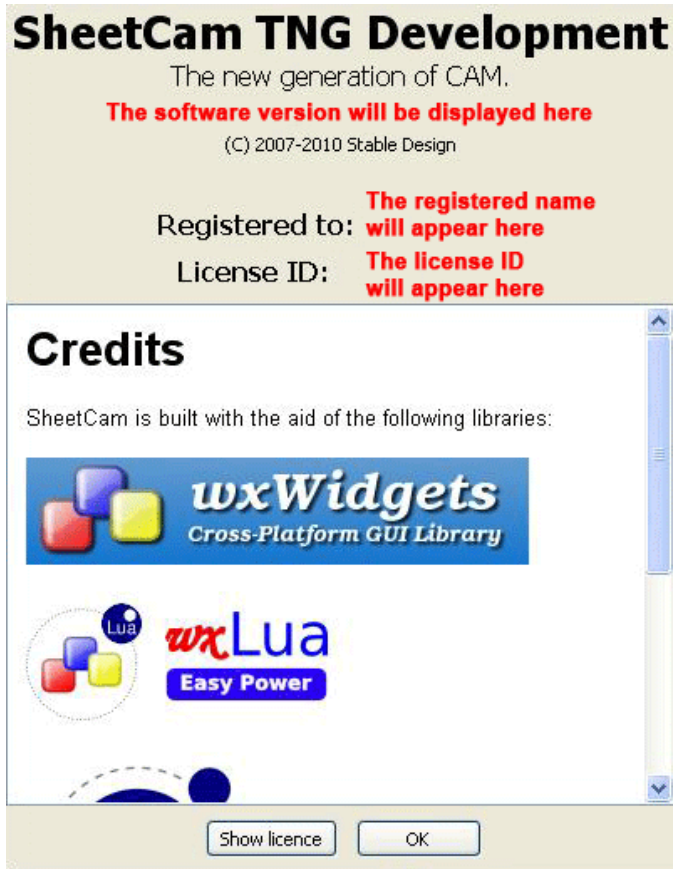 SheetCam TNG Development
The new generation of CAM.
The software version will be displayed here
(C) 2007-2010 Stable Design
Registered to: The registered name
will appear here
License ID: The license ID
will appear here
Credits
SheetCam is built with the aid of the following libraries:
wxWidgets
Cross-Platform GUI Library
Lua
wxLua
Easy Power
Show licence OK